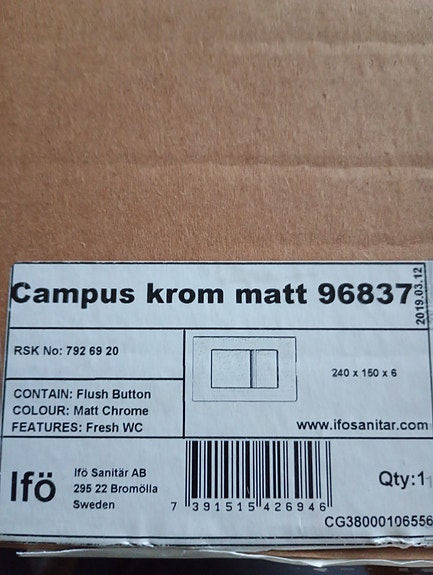 Campus krom matt 96837
2019.03.12
RSK No: 792 69 20
240 x 150 x 6
CONTAIN: Flush Button
COLOUR: Matt Chrome
FEATURES: Fresh WC
www.ifosanitar.com
Ifö
Ifö Sanitär AB
295 22 Bromölla
Sweden
7 391515 426946
Qty:1
CG38000106556